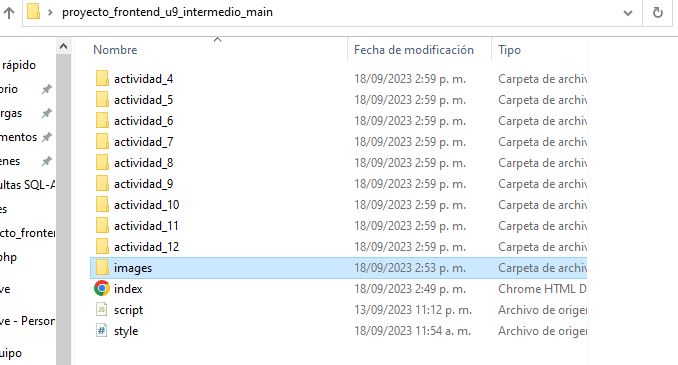 proyecto_frontend_u9_intermedio_main
Nombre Fecha de modificación Tipo
rápido
actividad_4 18/09/2023 2:59 p. m. Carpeta de archiv
orio actividad_5 18/09/2023 2:59 p. m. Carpeta de archiv
rgas actividad_6 18/09/2023 2:59 p. m. Carpeta de archiv
mentos actividad_7 18/09/2023 2:59 p. m. Carpeta de archiv
enes actividad_8 18/09/2023 2:59 p. m. Carpeta de archiv
ultas SQL-A actividad_9 18/09/2023 2:59 p. m. Carpeta de archiv
es actividad_10 18/09/2023 2:59 p. m. Carpeta de archiv
cto_fronten actividad_11 18/09/2023 2:59 p. m. Carpeta de archiv
php actividad_12 18/09/2023 2:59 p. m. Carpeta de archiv
images 18/09/2023 2:53 p. m. Carpeta de archiv
ve index 18/09/2023 2:49 p. m. Chrome HTML D
script 13/09/2023 11:12 p. m. Archivo de origer
ve - Person style 18/09/2023 11:54 a. m. Archivo de origer
quipo